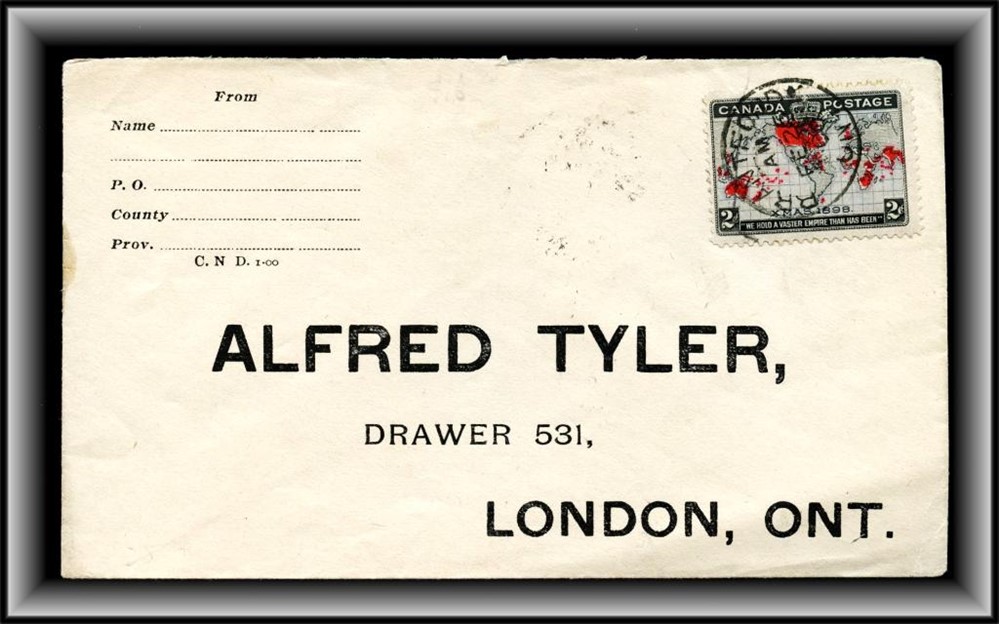 From
Name
P. O.
County
Prov.
C. N D. 1-00
CANADA POSTAGE
XMAS 1898
2 2
"WE HOLD A VASTER EMPIRE THAN HAS BEEN"
ALFRED TYLER,
DRAWER 531,
LONDON, ONT.